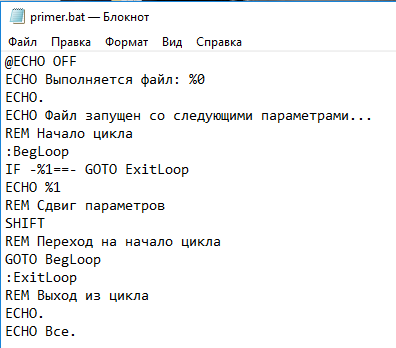 primer.bat — Блокнот
Файл Правка Формат Вид Справка
@ECHO OFF
ECHO Выполняется файл: %0
ECHO.
ECHO Файл запущен со следующими параметрами...
REM Начало цикла
:BegLoop
IF -%1==- GOTO ExitLoop
ECHO %1
REM Сдвиг параметров
SHIFT
REM Переход на начало цикла
GOTO BegLoop
:ExitLoop
REM Выход из цикла
ECHO.
ECHO Все.